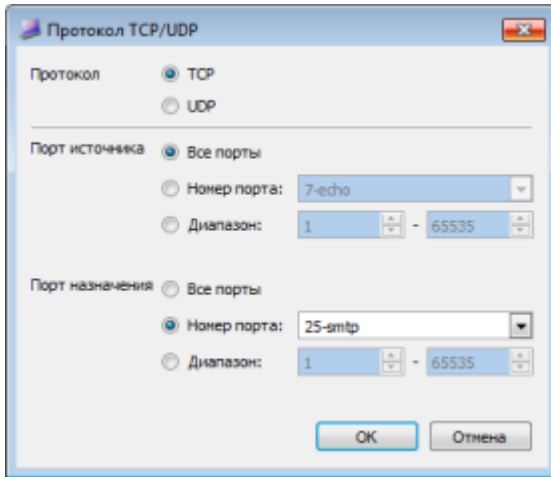 Протокол TCP/UDP
Протокол TCP
UDP
Порт источника Все порты
Номер порта: 7-echo
Диапазон: 1 - 65535
Порт назначения Все порты
Номер порта: 25-smtp
Диапазон: 1 - 65535
OK Отмена